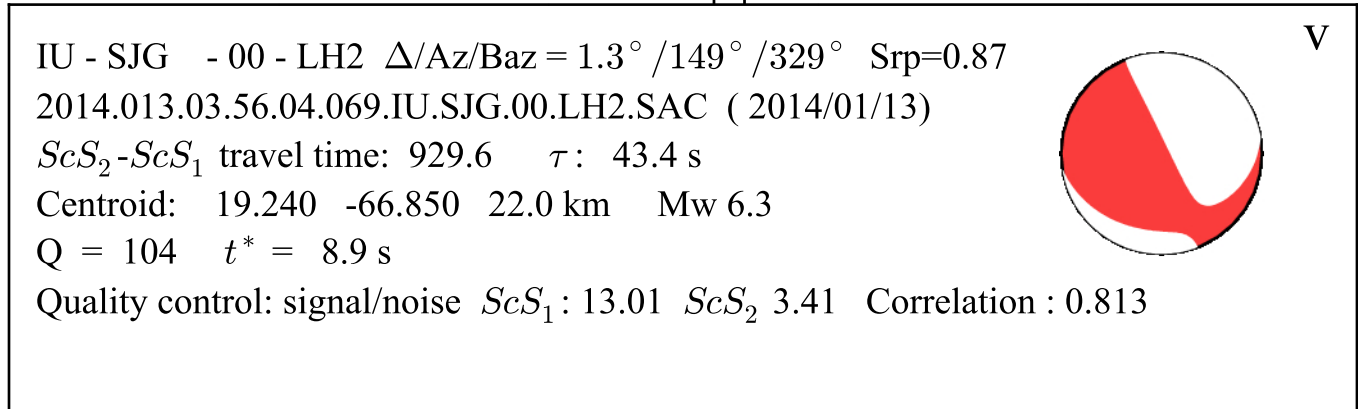 IU - SJG - 00 - LH2 Δ/Az/Baz = 1.3° /149° /329° Srp=0.87
V
2014.013.03.56.04.069.IU.SJG.00.LH2.SAC ( 2014/01/13)
ScS₂-ScS₁ travel time: 929.6 τ : 43.4 s
Centroid: 19.240 -66.850 22.0 km Mw 6.3
Q = 104 t* = 8.9 s
Quality control: signal/noise ScS₁: 13.01 ScS₂ 3.41 Correlation : 0.813